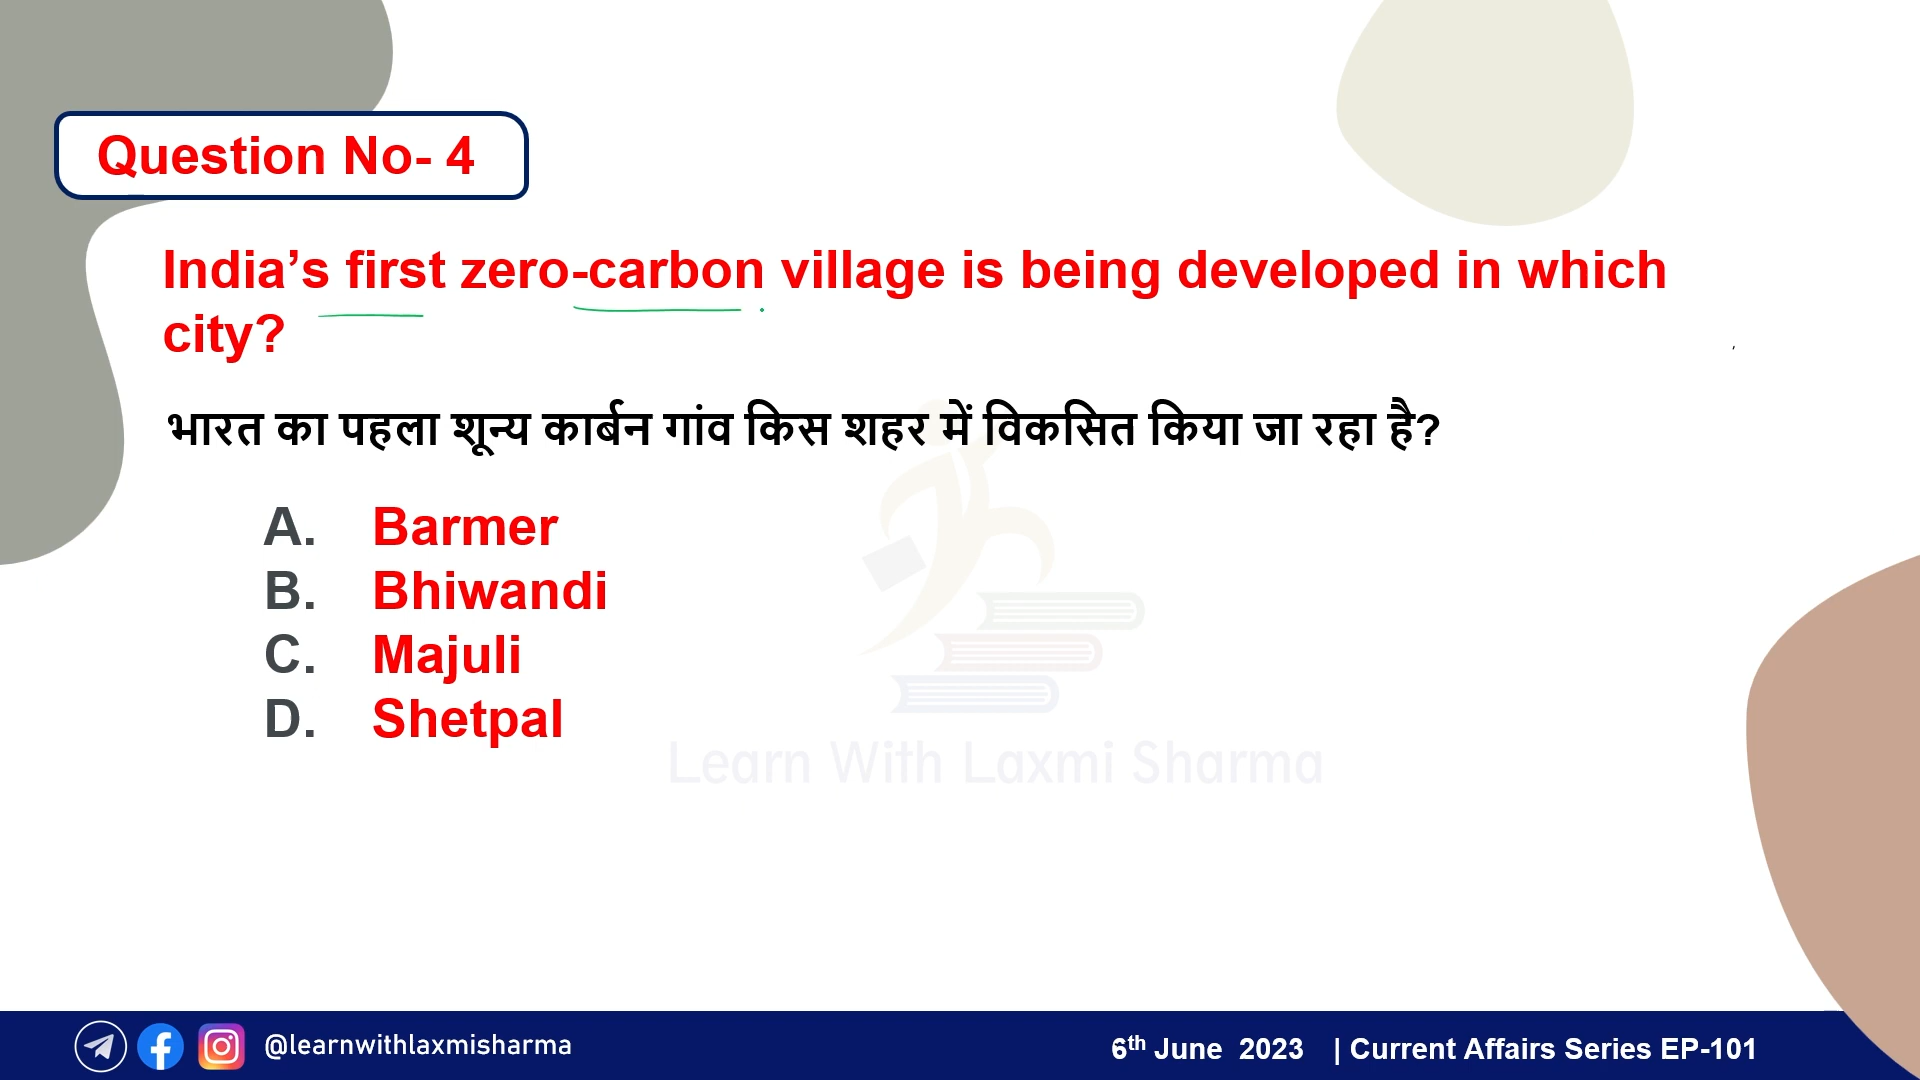 Question No- 4
India’s first zero-carbon village is being developed in which
city?
भारत का पहला शून्य कार्बन गांव किस शहर में विकसित किया जा रहा है?
A. Barmer
B. Bhiwandi
C. Majuli
D. Shetpal
Learn With Laxmi Sharma
@learnwithlaxmisharma
6th June 2023 | Current Affairs Series EP-101